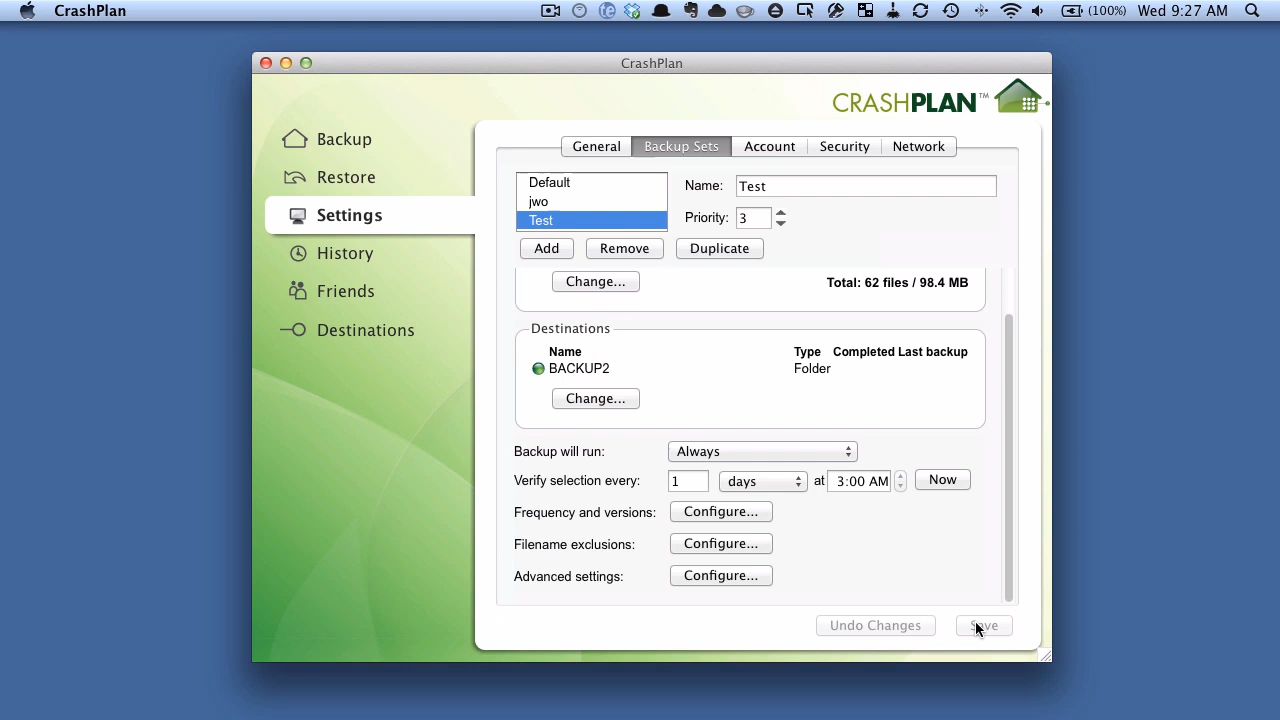 CrashPlan (100%) Wed 9:27 AM
CrashPlan
CRASHPLAN™
Backup
Restore
Settings
History
Friends
Destinations
General Backup Sets Account Security Network
Default
jwo
Test
Name: Test
Priority: 3
Add Remove Duplicate
Change... Total: 62 files / 98.4 MB
Destinations
Name Type Completed Last backup
BACKUP2 Folder
Change...
Backup will run: Always
Verify selection every: 1 days at 3:00 AM Now
Frequency and versions: Configure...
Filename exclusions: Configure...
Advanced settings: Configure...
Undo Changes Save